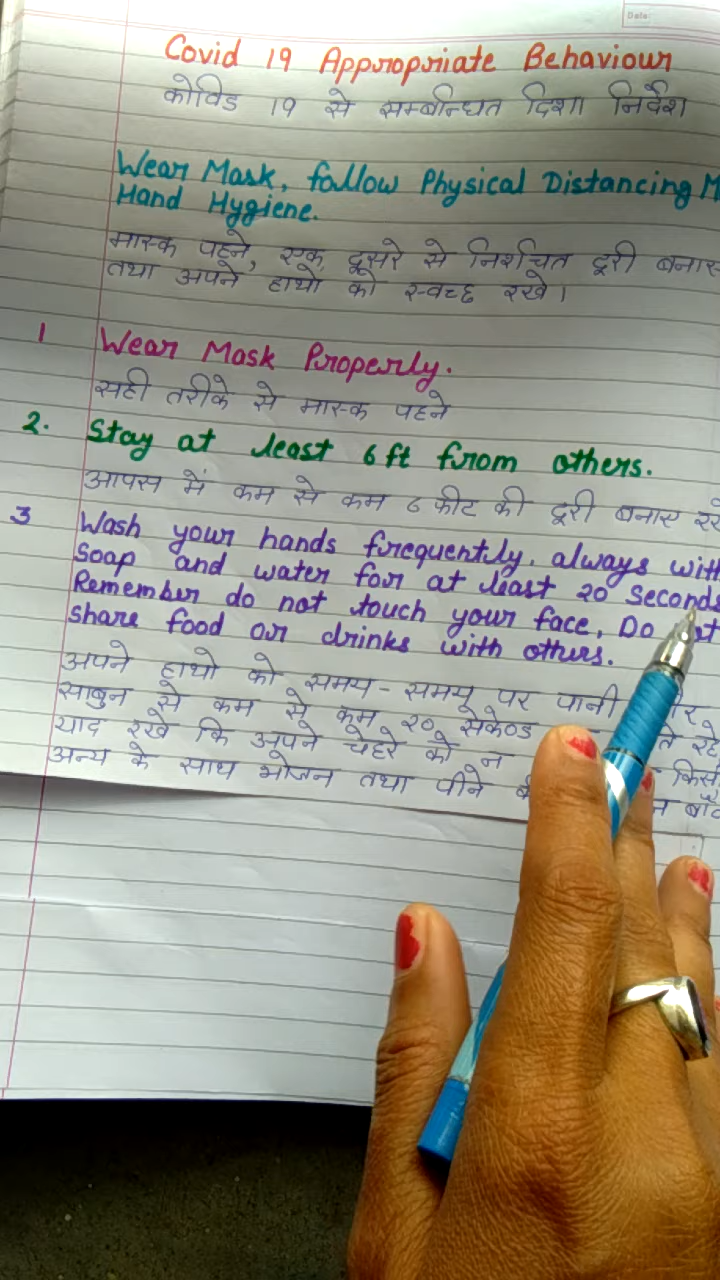 Date:
Covid 19 Appropriate Behaviour
कोविड 19 से सम्बन्धित दिशा निर्देश
Wear Mask, follow Physical Distancing M
Hand Hygiene.
मास्क पहने, एक दूसरे से निश्चित दूरी बनाए
तथा अपने हाथो को स्वच्छ रखे।
1 Wear Mask Properly.
सही तरीके से मास्क पहने
2. Stay at least 6 ft from others.
आपस में कम से कम 6 फीट की दूरी बनाए रखे
3 Wash your hands frequently, always with
soap and water for at least 20 Seconds
Remember do not touch your face, Do
share food or drinks with others.
अपने हाथो को समय-समय पर पानी
साबुन से कम से कम २० सेकेण्ड
याद रखे कि अपने चेहरे को न किसी
अन्य के साथ भोजन तथा पीने